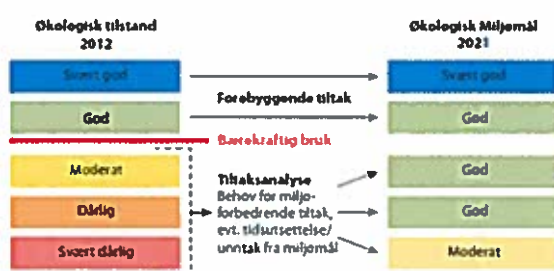 Økologisk tilstand
2012
Økologisk Miljømål
2021
Svært god
Svært god
Forebyggende tiltak
God
God
Bærekraftig bruk
Moderat
Dårlig
Svært dårlig
Tiltaksanalyse
Behov for miljø-
forbedrende tiltak,
evt. tidsutsettelse/
unntak fra miljømål
God
God
Moderat